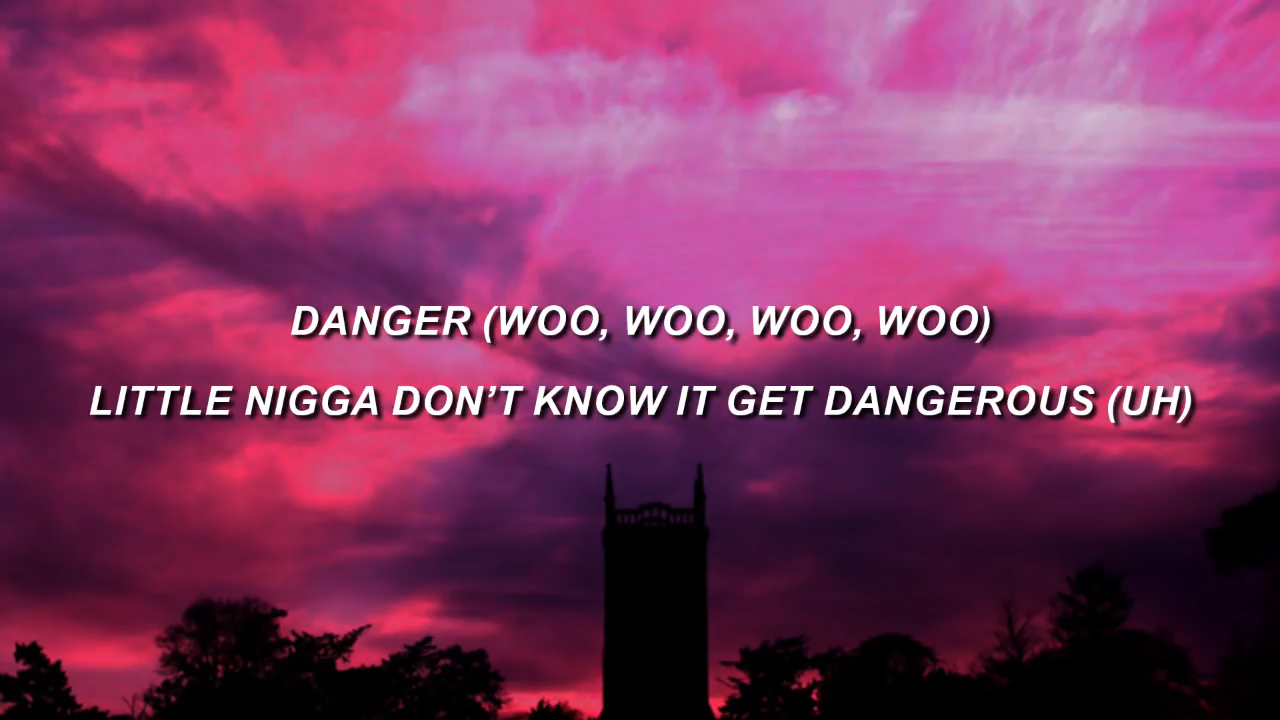 DANGER (WOO, WOO, WOO, WOO)
LITTLE NIGGA DON’T KNOW IT GET DANGEROUS (UH)